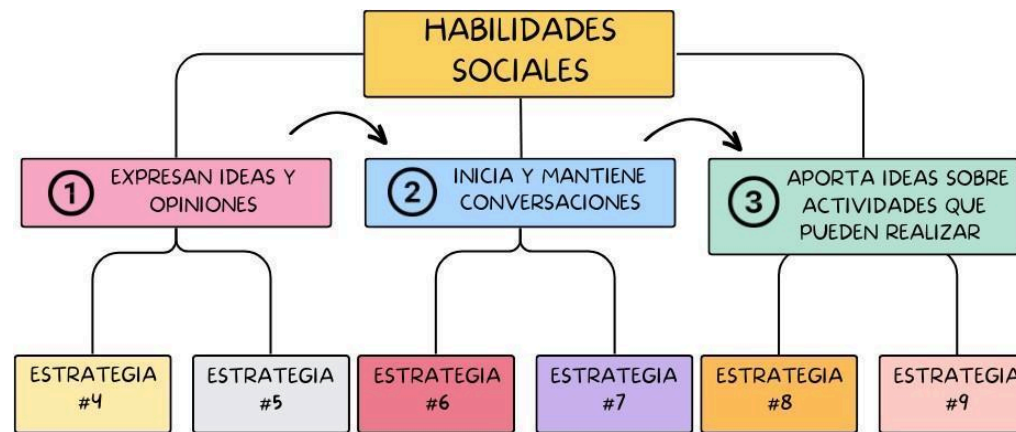 HABILIDADES
SOCIALES
1 EXPRESAN IDEAS Y
OPINIONES
2 INICIA Y MANTIENE
CONVERSACIONES
3 APORTA IDEAS SOBRE
ACTIVIDADES QUE
PUEDEN REALIZAR
ESTRATEGIA
#4
ESTRATEGIA
#5
ESTRATEGIA
#6
ESTRATEGIA
#7
ESTRATEGIA
#8
ESTRATEGIA
#9